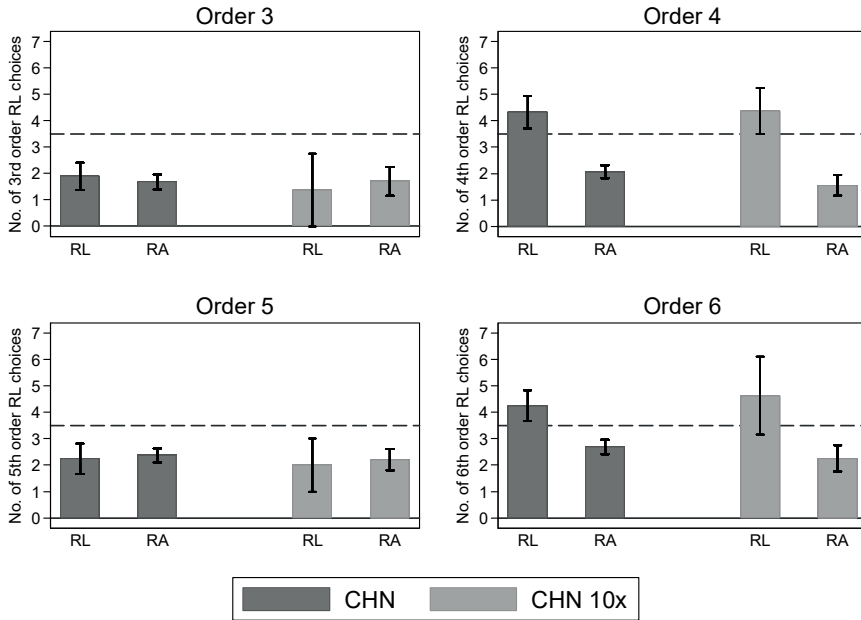 Order 3
No. of 3rd order RL choices
7
6
5
4
3
2
1
0
RL RA RL RA
Order 4
No. of 4th order RL choices
7
6
5
4
3
2
1
0
RL RA RL RA
Order 5
No. of 5th order RL choices
7
6
5
4
3
2
1
0
RL RA RL RA
Order 6
No. of 6th order RL choices
7
6
5
4
3
2
1
0
RL RA RL RA
CHN CHN 10x